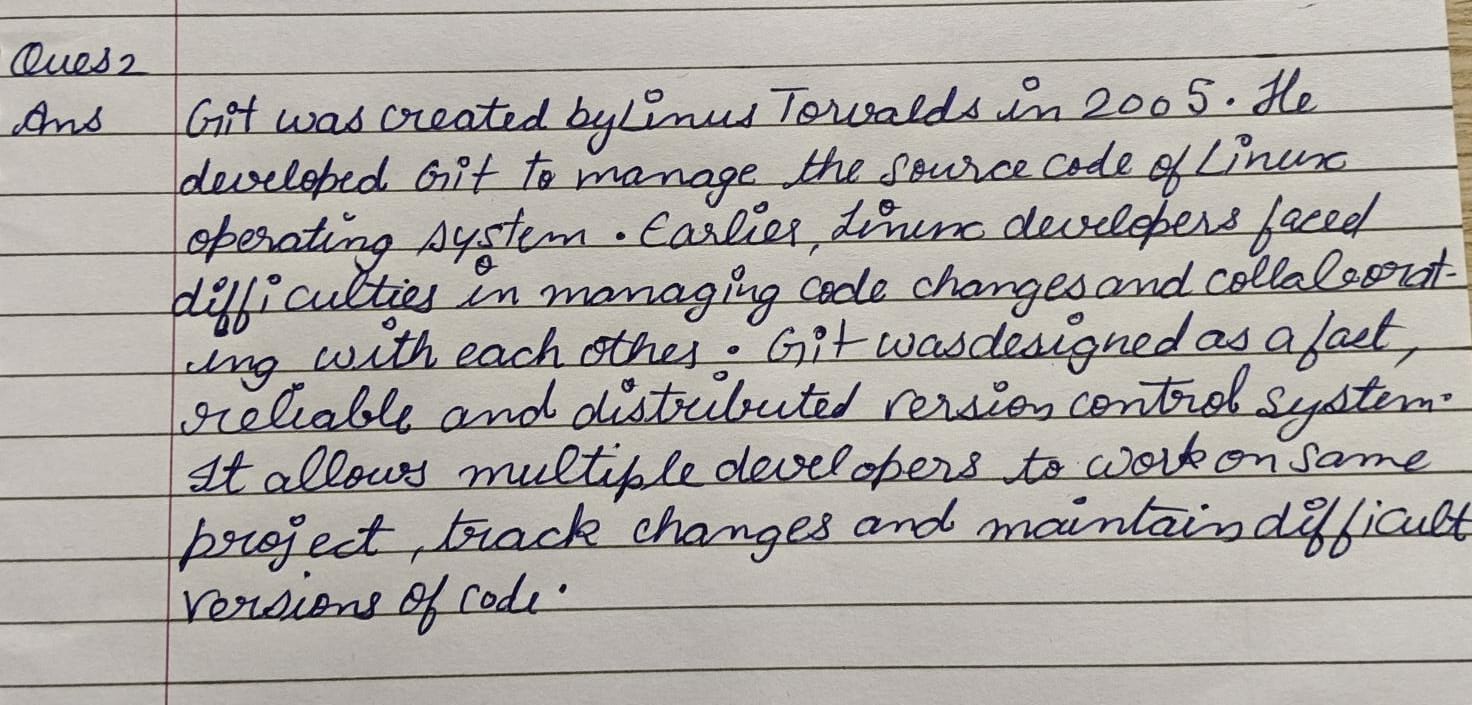 Ques 2
Ans Git was created by Linus Torvalds in 2005. He
developed Git to manage the source code of Linux
operating system. Earlier, Linux developers faced
difficulties in managing code changes and collaborat-
ing with each other. Git was designed as a fast,
reliable and distributed version control system.
It allows multiple developers to work on same
project, track changes and maintain difficult
versions of code.